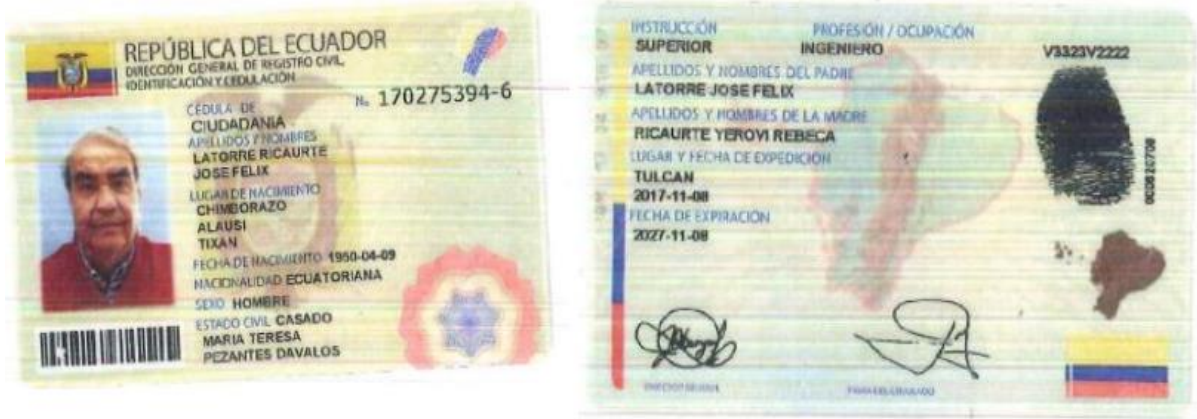 REPÚBLICA DEL ECUADOR
DIRECCIÓN GENERAL DE REGISTRO CIVIL,
IDENTIFICACIÓN Y CEDULACIÓN
CÉDULA DE
No. 170275394-6
CIUDADANÍA
APELLIDOS Y NOMBRES
LATORRE RICAURTE
JOSE FELIX
LUGAR DE NACIMIENTO
CHIMBORAZO
ALAUSI
TIXAN
FECHA DE NACIMIENTO 1950-04-09
NACIONALIDAD ECUATORIANA
SEXO HOMBRE
ESTADO CIVIL CASADO
MARIA TERESA
PEZANTES DAVALOS
INSTRUCCIÓN PROFESIÓN / OCUPACIÓN
SUPERIOR INGENIERO V3323V2222
APELLIDOS Y NOMBRES DEL PADRE
LATORRE JOSE FELIX
APELLIDOS Y NOMBRES DE LA MADRE
RICAURTE YEROVI REBECA
LUGAR Y FECHA DE EXPEDICIÓN
TULCAN
2017-11-08
FECHA DE EXPIRACIÓN
2027-11-08